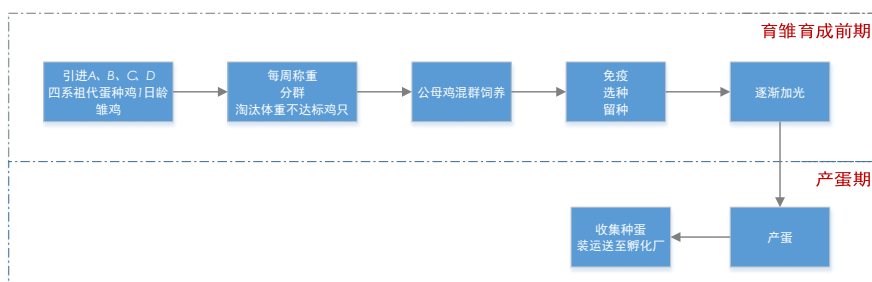 育雏育成前期
引进A、B、C、D
四系祖代蛋种鸡1日龄
雏鸡
每周称重
分群
淘汰体重不达标鸡只
公母鸡混群饲养
免疫
选种
留种
逐渐加光
产蛋期
产蛋
收集种蛋
装运送至孵化厂